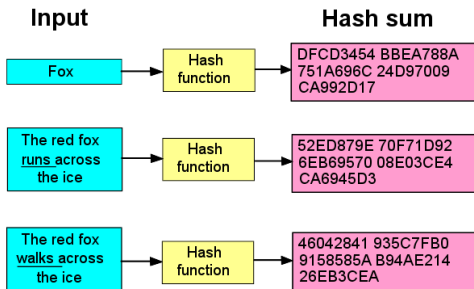 Input
Hash sum
Fox
Hash
function
DFCD3454 BBEA788A
751A696C 24D97009
CA992D17
The red fox
runs across
the ice
Hash
function
52ED879E 70F71D92
6EB69570 08E03CE4
CA6945D3
The red fox
walks across
the ice
Hash
function
46042841 935C7FB0
9158585A B94AE214
26EB3CEA